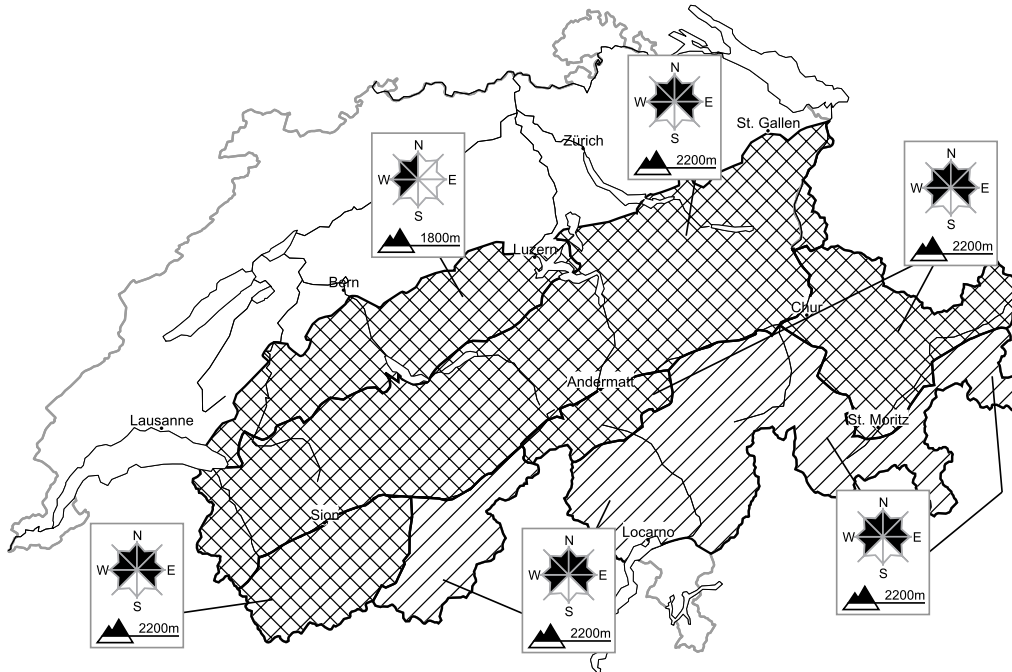 N
W E
S
2200m
St. Gallen
Zürich
N
W E
S
1800m
N
W E
S
2200m
Luzern
Bern
Chur
Andermatt
Lausanne
St. Moritz
Sion
Locarno
N
W E
S
2200m
N
W E
S
2200m
N
W E
S
2200m